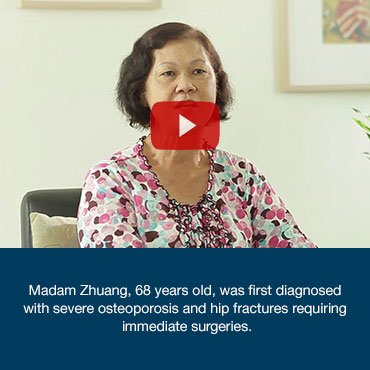 Madam Zhuang, 68 years old, was first diagnosed
with severe osteoporosis and hip fractures requiring
immediate surgeries.